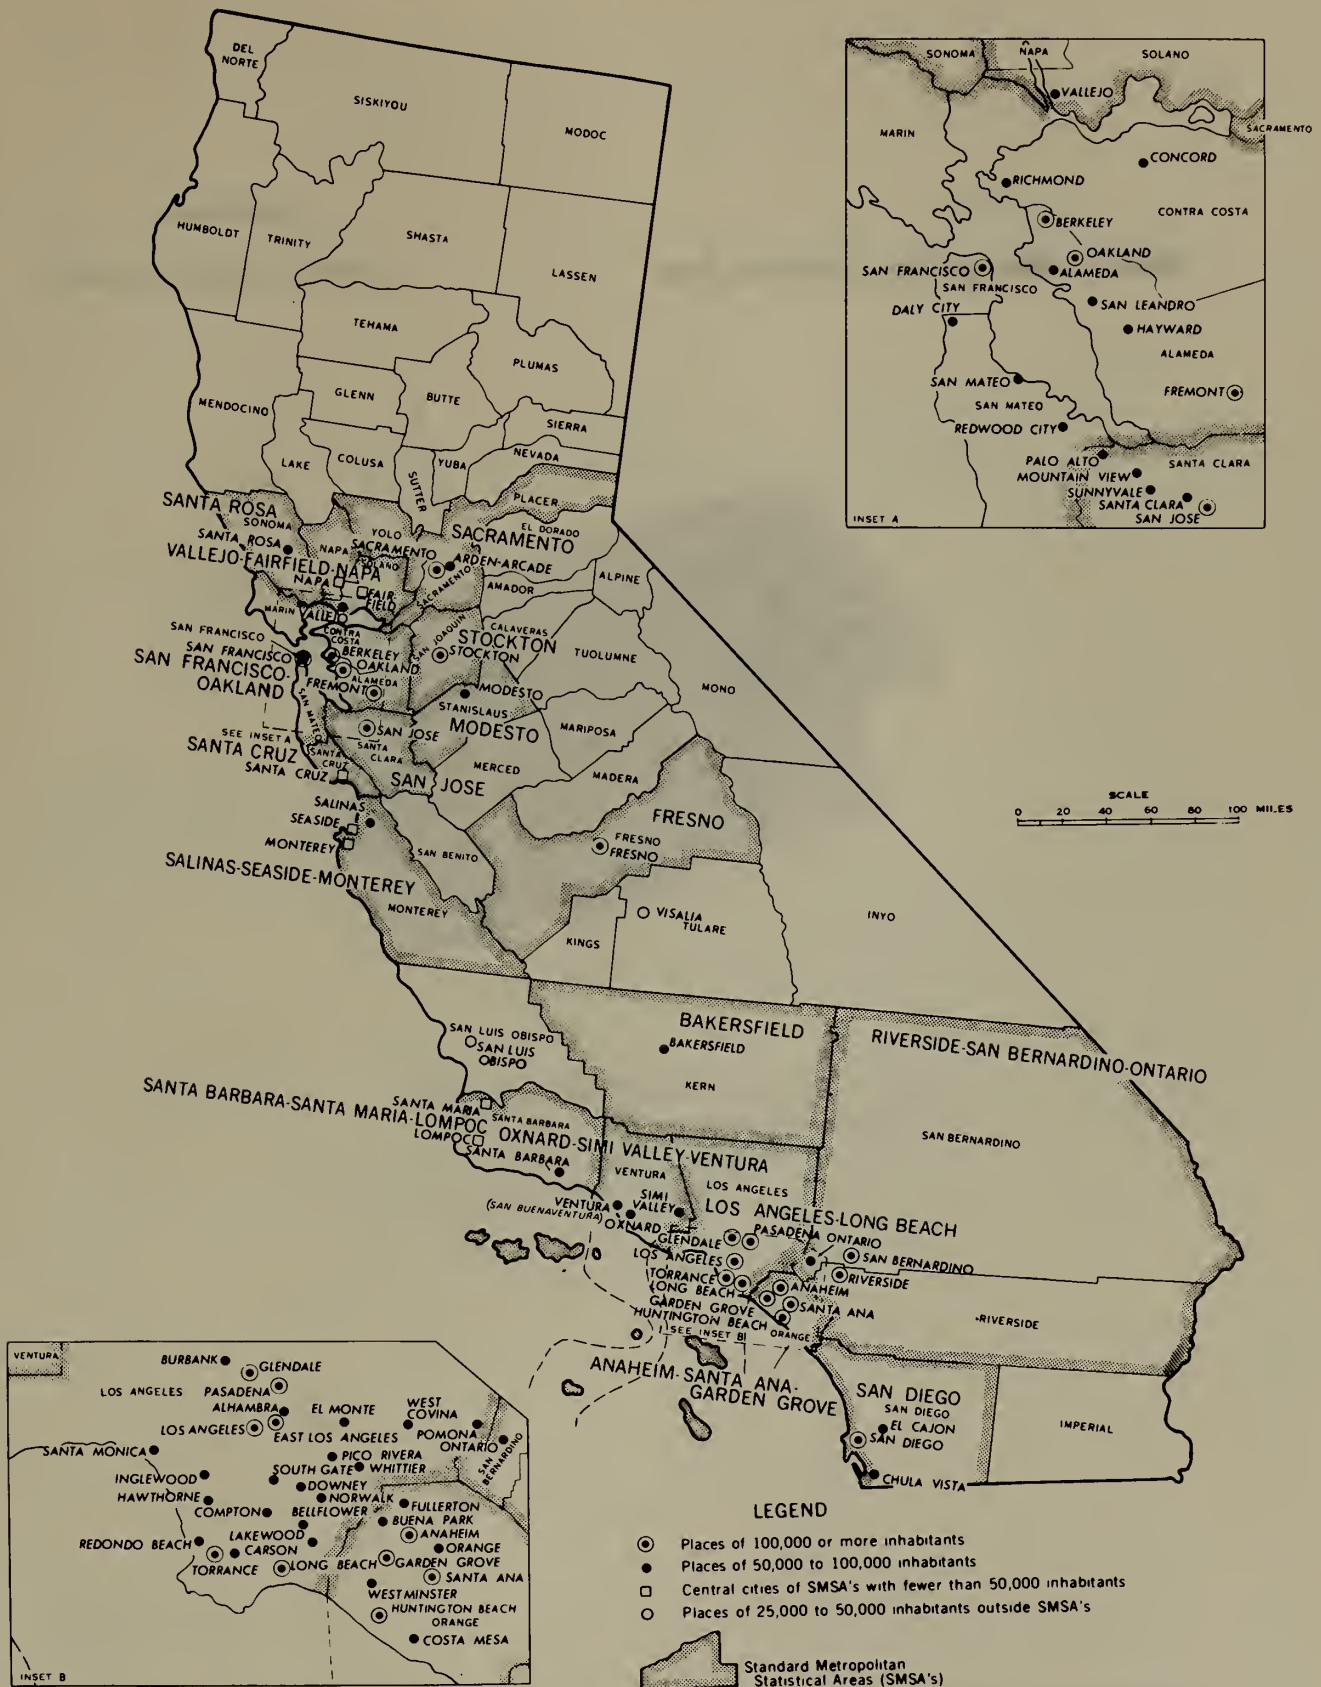 DEL
NORTE
SISKIYOU
MODOC
HUMBOLDT
TRINITY
SHASTA
LASSEN
TEHAMA
PLUMAS
GLENN
BUTTE
MENDOCINO
SIERRA
LAKE
COLUSA
SUTTER
YUBA
NEVADA
PLACER
SANTA ROSA
SONOMA
SANTA ROSA
YOLO
EL DORADO
SACRAMENTO
NAPA
SACRAMENTO
SOLANO
ARDEN-ARCADE
VALLEJO-FAIRFIELD-NAPA
NAPA
FAIR-
FIELD
SACRAMENTO
AMADOR
ALPINE
MARIN
VALLEJO
CONTRA
COSTA
SAN JOAQUIN
CALAVERAS
STOCKTON
STOCKTON
TUOLUMNE
MONO
SAN FRANCISCO
SAN FRANCISCO
SAN FRANCISCO-
OAKLAND
BERKELEY
OAKLAND
ALAMEDA
FREMONT
SAN MATEO
MODESTO
STANISLAUS
MODESTO
MARIPOSA
SEE INSET A
SAN JOSE
SANTA
CLARA
SANTA CRUZ
SANTA
CRUZ
SANTA CRUZ
SAN JOSE
MERCED
MADERA
SALINAS
SEASIDE
MONTEREY
SALINAS-SEASIDE-MONTEREY
SAN BENITO
MONTEREY
FRESNO
FRESNO
FRESNO
VISALIA
TULARE
KINGS
INYO
SAN LUIS OBISPO
SAN LUIS
OBISPO
BAKERSFIELD
BAKERSFIELD
KERN
RIVERSIDE-SAN BERNARDINO-ONTARIO
SAN BERNARDINO
SANTA BARBARA-SANTA MARIA-LOMPOC
SANTA MARIA
SANTA BARBARA
LOMPOC
SANTA BARBARA
OXNARD-SIMI VALLEY-VENTURA
VENTURA
LOS ANGELES
SIMI
VALLEY
VENTURA
(SAN BUENAVENTURA)
OXNARD
LOS ANGELES-LONG BEACH
GLENDALE
PASADENA
ONTARIO
LOS ANGELES
SAN BERNARDINO
TORRANCE
LONG BEACH
RIVERSIDE
ANAHEIM
GARDEN GROVE
SANTA ANA
HUNTINGTON BEACH
ORANGE
SEE INSET B
RIVERSIDE
ANAHEIM-SANTA ANA-
GARDEN GROVE
SAN DIEGO
SAN DIEGO
EL CAJON
SAN DIEGO
CHULA VISTA
IMPERIAL
SONOMA
NAPA
SOLANO
VALLEJO
SACRAMENTO
MARIN
CONCORD
RICHMOND
CONTRA COSTA
BERKELEY
OAKLAND
SAN FRANCISCO
ALAMEDA
SAN FRANCISCO
SAN LEANDRO
DALY CITY
HAYWARD
ALAMEDA
SAN MATEO
FREMONT
SAN MATEO
REDWOOD CITY
PALO ALTO
SANTA CLARA
MOUNTAIN VIEW
SUNNYVALE
SANTA CLARA
SAN JOSE
INSET A
SCALE
0 20 40 60 80 100 MILES
VENTURA
BURBANK
GLENDALE
LOS ANGELES
PASADENA
ALHAMBRA
EL MONTE
WEST
COVINA
LOS ANGELES
EAST LOS ANGELES
POMONA
ONTARIO
SANTA MONICA
PICO RIVERA
SAN
BERNARDINO
INGLEWOOD
SOUTH GATE
WHITTIER
DOWNEY
HAWTHORNE
NORWALK
FULLERTON
COMPTON
BELLFLOWER
BUENA PARK
LAKEWOOD
ANAHEIM
REDONDO BEACH
CARSON
ORANGE
TORRANCE
LONG BEACH
GARDEN GROVE
SANTA ANA
WESTMINSTER
HUNTINGTON BEACH
ORANGE
COSTA MESA
INSET B
LEGEND
Places of 100,000 or more inhabitants
Places of 50,000 to 100,000 inhabitants
Central cities of SMSA's with fewer than 50,000 inhabitants
Places of 25,000 to 50,000 inhabitants outside SMSA's
Standard Metropolitan
Statistical Areas (SMSA's)